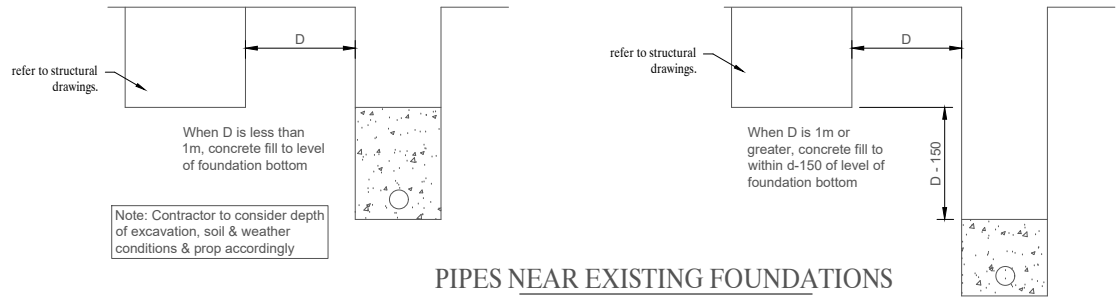 D
refer to structural
drawings.
When D is less than
1m, concrete fill to level
of foundation bottom
Note: Contractor to consider depth
of excavation, soil & weather
conditions & prop accordingly
D
refer to structural
drawings.
When D is 1m or
greater, concrete fill to
within d-150 of level of
foundation bottom
D - 150
PIPES NEAR EXISTING FOUNDATIONS